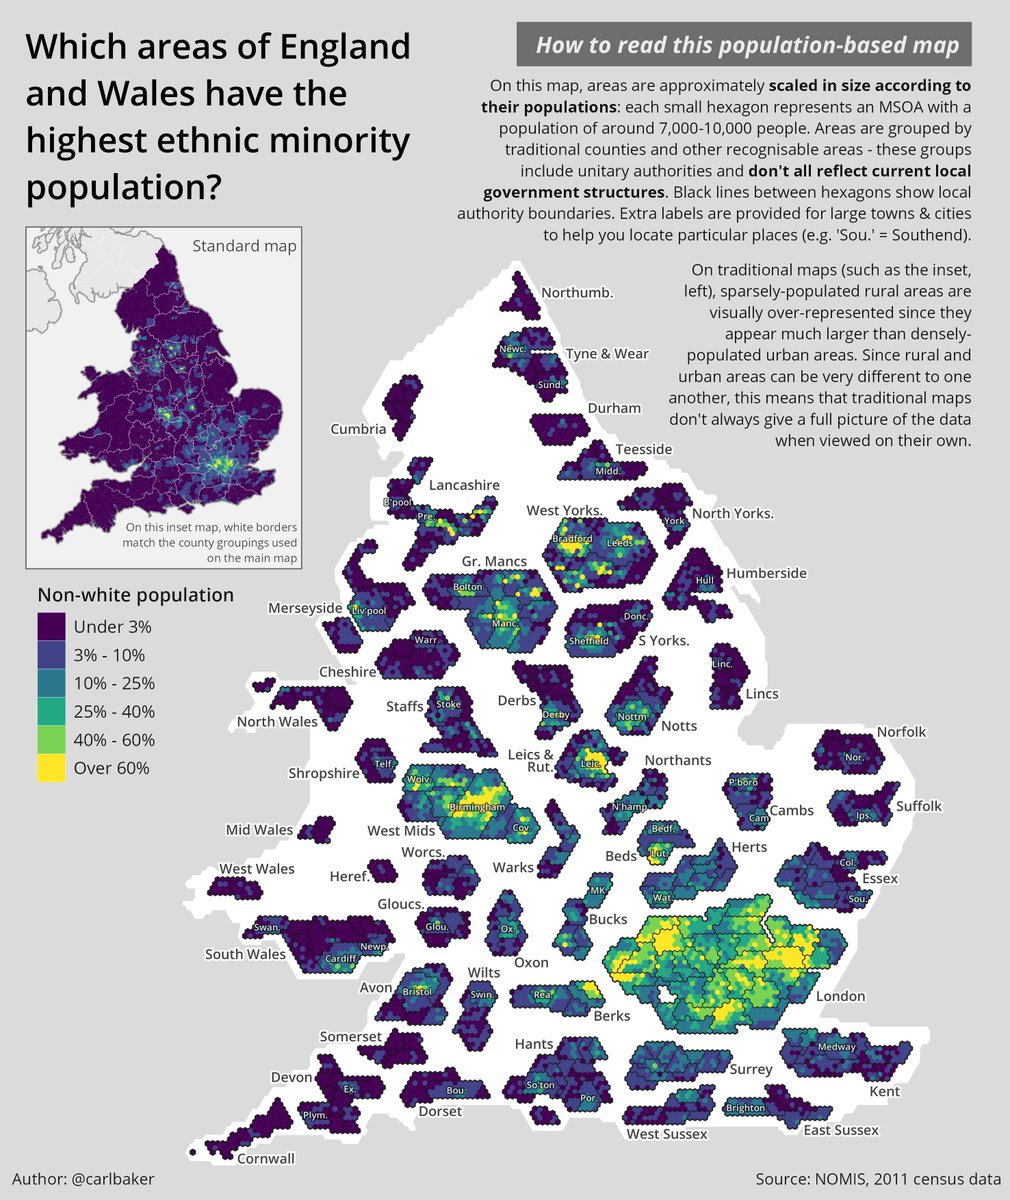 Which areas of England
and Wales have the
highest ethnic minority
population?
How to read this population-based map
On this map, areas are approximately scaled in size according to
their populations: each small hexagon represents an MSOA with a
population of around 7,000-10,000 people. Areas are grouped by
traditional counties and other recognisable areas - these groups
include unitary authorities and don't all reflect current local
government structures. Black lines between hexagons show local
authority boundaries. Extra labels are provided for large towns & cities
to help you locate particular places (e.g. 'Sou.' = Southend).
On traditional maps (such as the inset,
left), sparsely-populated rural areas are
visually over-represented since they
appear much larger than densely-
populated urban areas. Since rural and
urban areas can be very different to one
another, this means that traditional maps
don't always give a full picture of the data
when viewed on their own.
Standard map
On this inset map, white borders
match the county groupings used
on the main map
Non-white population
Under 3%
3% - 10%
10% - 25%
25% - 40%
40% - 60%
Over 60%
Northumb.
Newc.
Tyne & Wear
Sund.
Durham
Cumbria
Teesside
Midd.
Lancashire
B'pool
Pre.
West Yorks.
Bradford
Leeds
North Yorks.
York
Gr. Mancs
Bolton
Manc.
Humberside
Hull
Merseyside
Liv'pool
Donc.
Sheffield
S Yorks.
Warr.
Cheshire
Linc.
Lincs
North Wales
Staffs
Stoke
Derbs
Derby
Nottm
Notts
Norfolk
Nor.
Shropshire
Telf
Leics &
Rut.
Leic.
Northants
N'hamp.
P'boro
Cam
Cambs
Suffolk
Ips.
Wolv.
Birmingham
Cov.
West Mids
Mid Wales
Bedf.
Lut.
Beds
Herts
Wat.
Col.
Essex
Sou.
West Wales
Heref.
Worcs.
Warks
MK
Bucks
Gloucs.
Glou.
Ox.
Oxon
Swan.
Newp.
Cardiff
South Wales
London
Avon
Bristol
Wilts
Swin.
Rea.
Berks
Somerset
Hants
So'ton
Por.
Surrey
Medway
Kent
Devon
Ex.
Plym.
Bou.
Dorset
West Sussex
Brighton
East Sussex
Cornwall
Author: @carlbaker
Source: NOMIS, 2011 census data